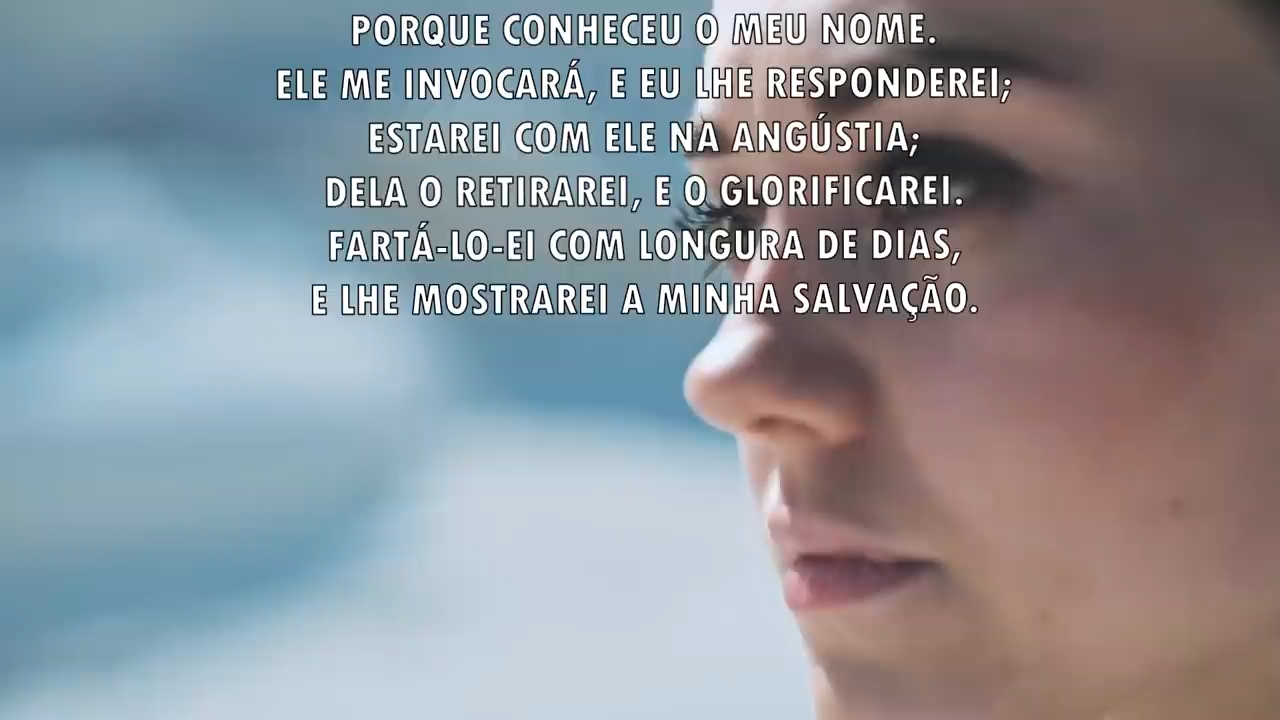 PORQUE CONHECEU O MEU NOME.
ELE ME INVOCARÁ, E EU LHE RESPONDEREI;
ESTAREI COM ELE NA ANGÚSTIA;
DELA O RETIRAREI, E O GLORIFICAREI.
FARTÁ-LO-EI COM LONGURA DE DIAS,
E LHE MOSTRAREI A MINHA SALVAÇÃO.